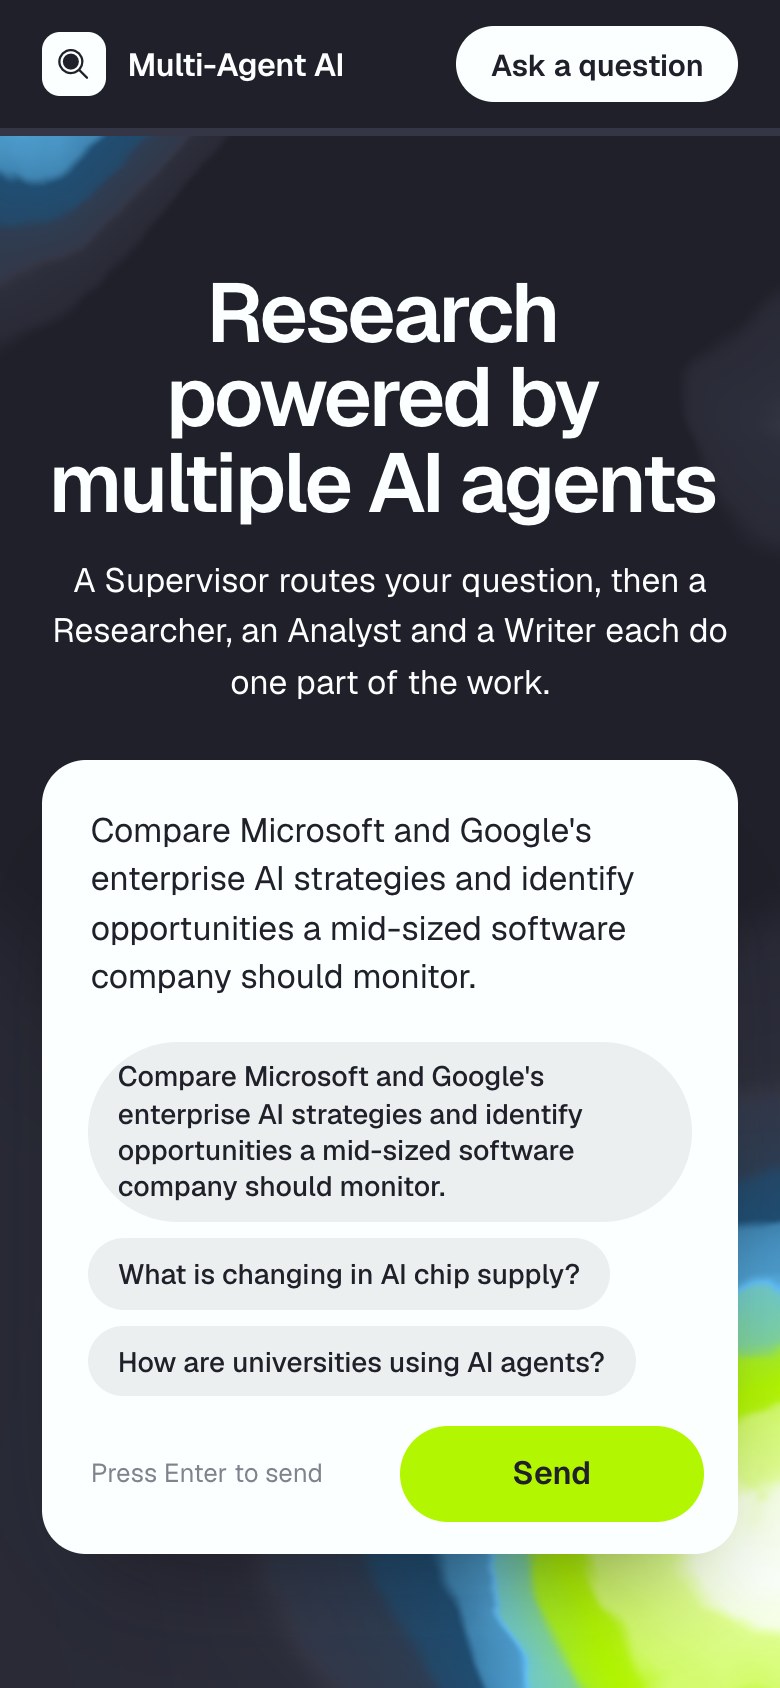 Multi-Agent AI
Ask a question
Research
powered by
multiple AI agents
A Supervisor routes your question, then a
Researcher, an Analyst and a Writer each do
one part of the work.
Compare Microsoft and Google's
enterprise AI strategies and identify
opportunities a mid-sized software
company should monitor.
Compare Microsoft and Google's
enterprise AI strategies and identify
opportunities a mid-sized software
company should monitor.
What is changing in AI chip supply?
How are universities using AI agents?
Press Enter to send
Send